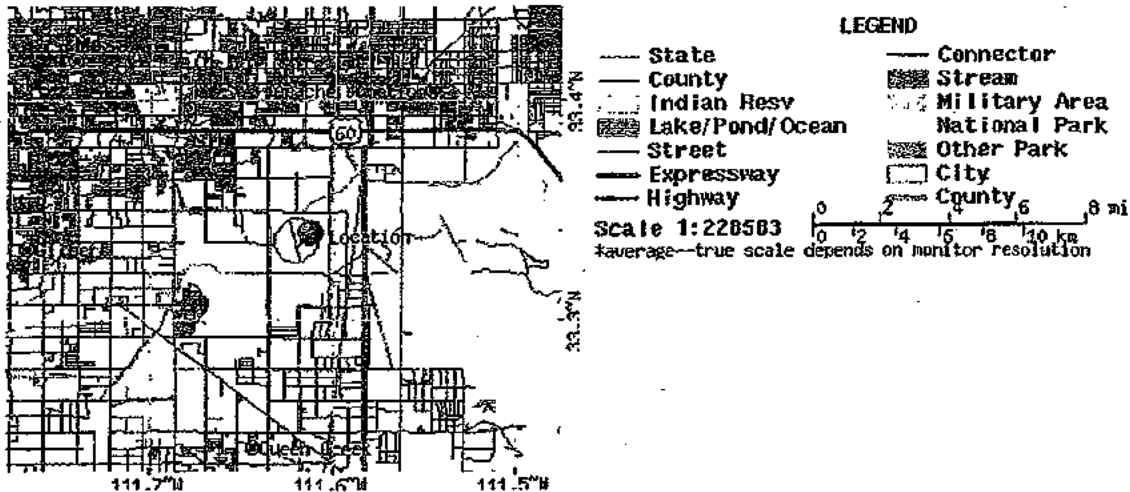 LEGEND
State
County
Indian Resv
Lake/Pond/Ocean
Street
Expressway
Highway
Connector
Stream
Military Area
National Park
Other Park
City
County
Scale 1:228583
0 2 4 6 8 mi
0 2 4 6 8 10 km
*average--true scale depends on monitor resolution
60
Location
Queen Creek
33.4°N
33.3°N
111.7°W 111.6°W 111.5°W